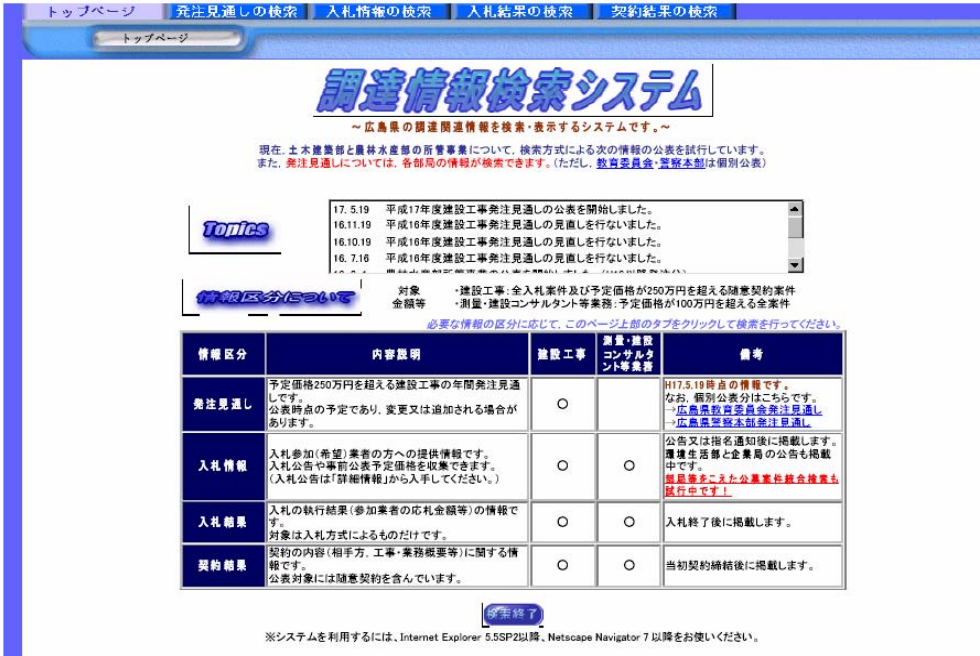 トップページ
発注見通しの検索
入札情報の検索
入札結果の検索
契約結果の検索
トップページ
調達情報検索システム
～広島県の調達関連情報を検索・表示するシステムです。～
現在，土木建築部と農林水産部の所管事業について，検索方式による次の情報の公表を試行しています。
また，発注見通しについては，各部局の情報が検索できます。（ただし，教育委員会・警察本部は個別公表）
Topics
17. 5.19　平成17年度建設工事発注見通しの公表を開始しました。
16.11.19　平成16年度建設工事発注見通しの見直しを行ないました。
16.10.19　平成16年度建設工事発注見通しの見直しを行ないました。
16. 7.16　平成16年度建設工事発注見通しの見直しを行ないました。
情報区分について
対象　・建設工事：全入札案件及び予定価格が250万円を超える随意契約案件
金額等　・測量・建設コンサルタント等業務：予定価格が100万円を超える全案件
必要な情報の区分に応じて，このページ上部のタブをクリックして検索を行ってください。
情報区分
内容説明
建設工事
測量・建設
コンサルタ
ント等業務
備考
発注見通し
予定価格250万円を超える建設工事の年間発注見通
しです。
公表時点の予定であり，変更又は追加される場合が
あります。
○
H17.5.19時点の情報です。
なお，個別公表分はこちらです。
→広島県教育委員会発注見通し
→広島県警察本部発注見通し
入札情報
入札参加（希望）業者の方への提供情報です。
入札公告や事前公表予定価格を収集できます。
（入札公告は「詳細情報」から入手してください。）
○
○
公告又は指名通知後に掲載します。
環境生活部と企業局の公告も掲載
中です。
部局等をこえた公募案件統合検索も
試行中です！
入札結果
入札の執行結果（参加業者の応札金額等）の情報で
す。
対象は入札方式によるものだけです。
○
○
入札終了後に掲載します。
契約結果
契約の内容（相手方，工事・業務概要等）に関する情
報です。
公表対象には随意契約を含んでいます。
○
○
当初契約締結後に掲載します。
検索終了
※システムを利用するには、Internet Explorer 5.5SP2以降、Netscape Navigator 7 以降をお使いください。